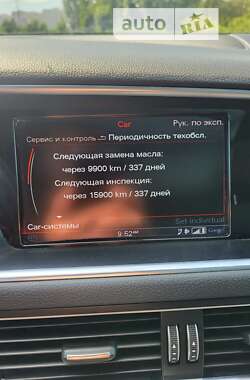 auto RIA
Car
Рук. по эксп.
Сервис и контроль — Периодичность техобсл.
Следующая замена масла:
через 9900 km / 337 дней
Следующая инспекция:
через 15900 km / 337 дней
Car-системы
Set individual
9:52